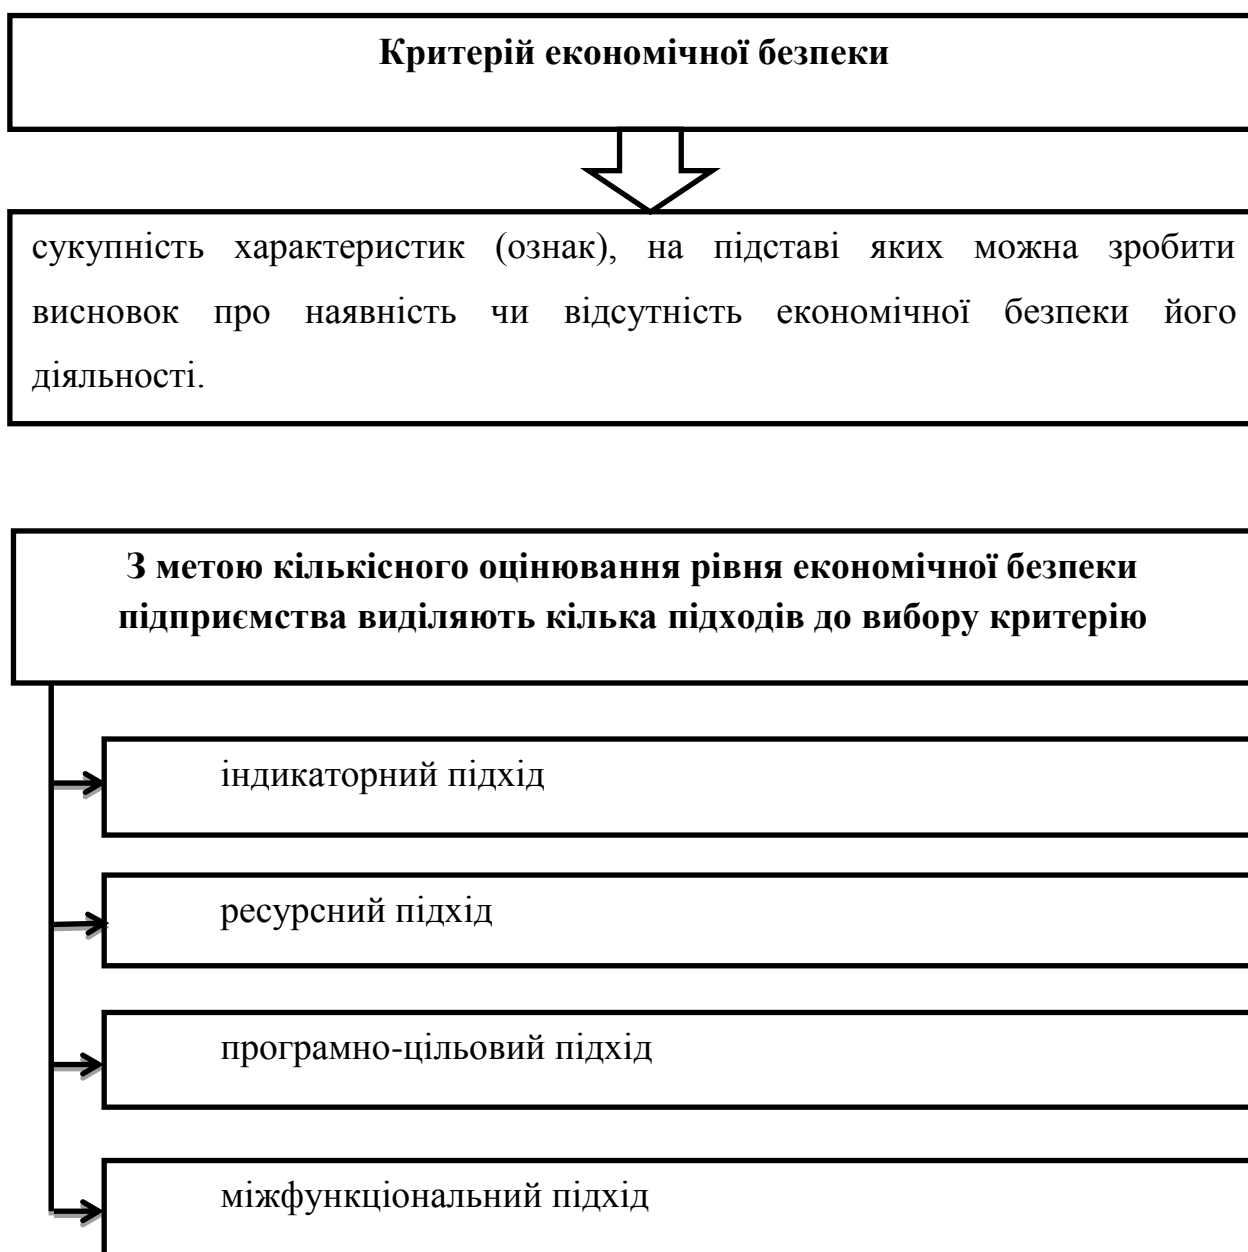 Критерій економічної безпеки
сукупність характеристик (ознак), на підставі яких можна зробити
висновок про наявність чи відсутність економічної безпеки його
діяльності.
З метою кількісного оцінювання рівня економічної безпеки
підприємства виділяють кілька підходів до вибору критерію
індикаторний підхід
ресурсний підхід
програмно-цільовий підхід
міжфункціональний підхід